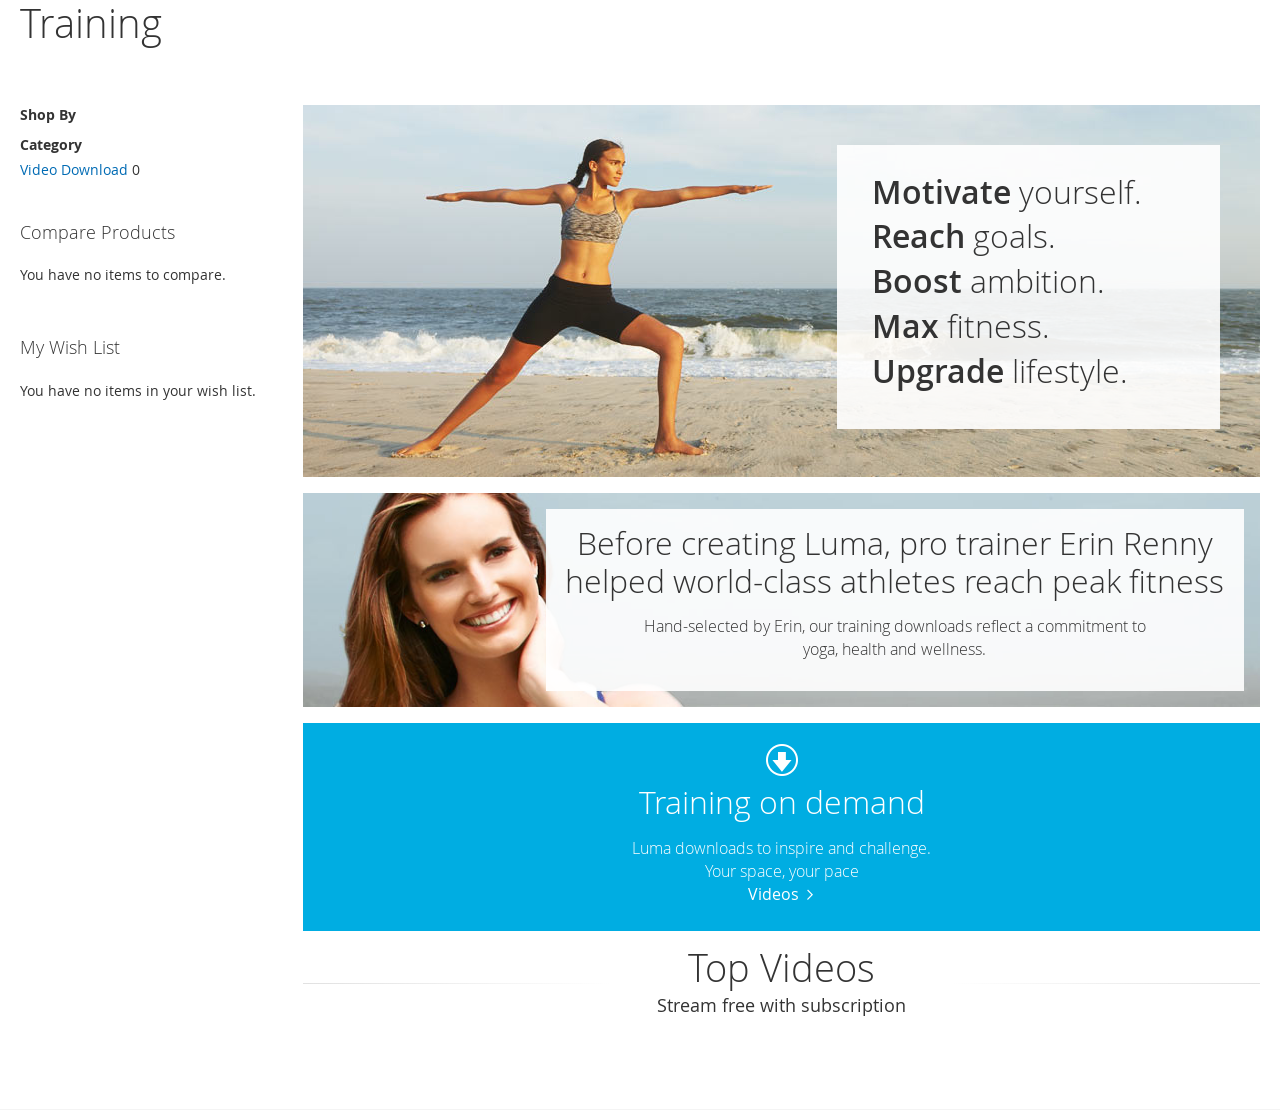 Training
Shop By
Category
Video Download 0
Compare Products
You have no items to compare.
My Wish List
You have no items in your wish list.
Motivate yourself.
Reach goals.
Boost ambition.
Max fitness.
Upgrade lifestyle.
Before creating Luma, pro trainer Erin Renny
helped world-class athletes reach peak fitness
Hand-selected by Erin, our training downloads reflect a commitment to
yoga, health and wellness.
Training on demand
Luma downloads to inspire and challenge.
Your space, your pace
Videos
Top Videos
Stream free with subscription